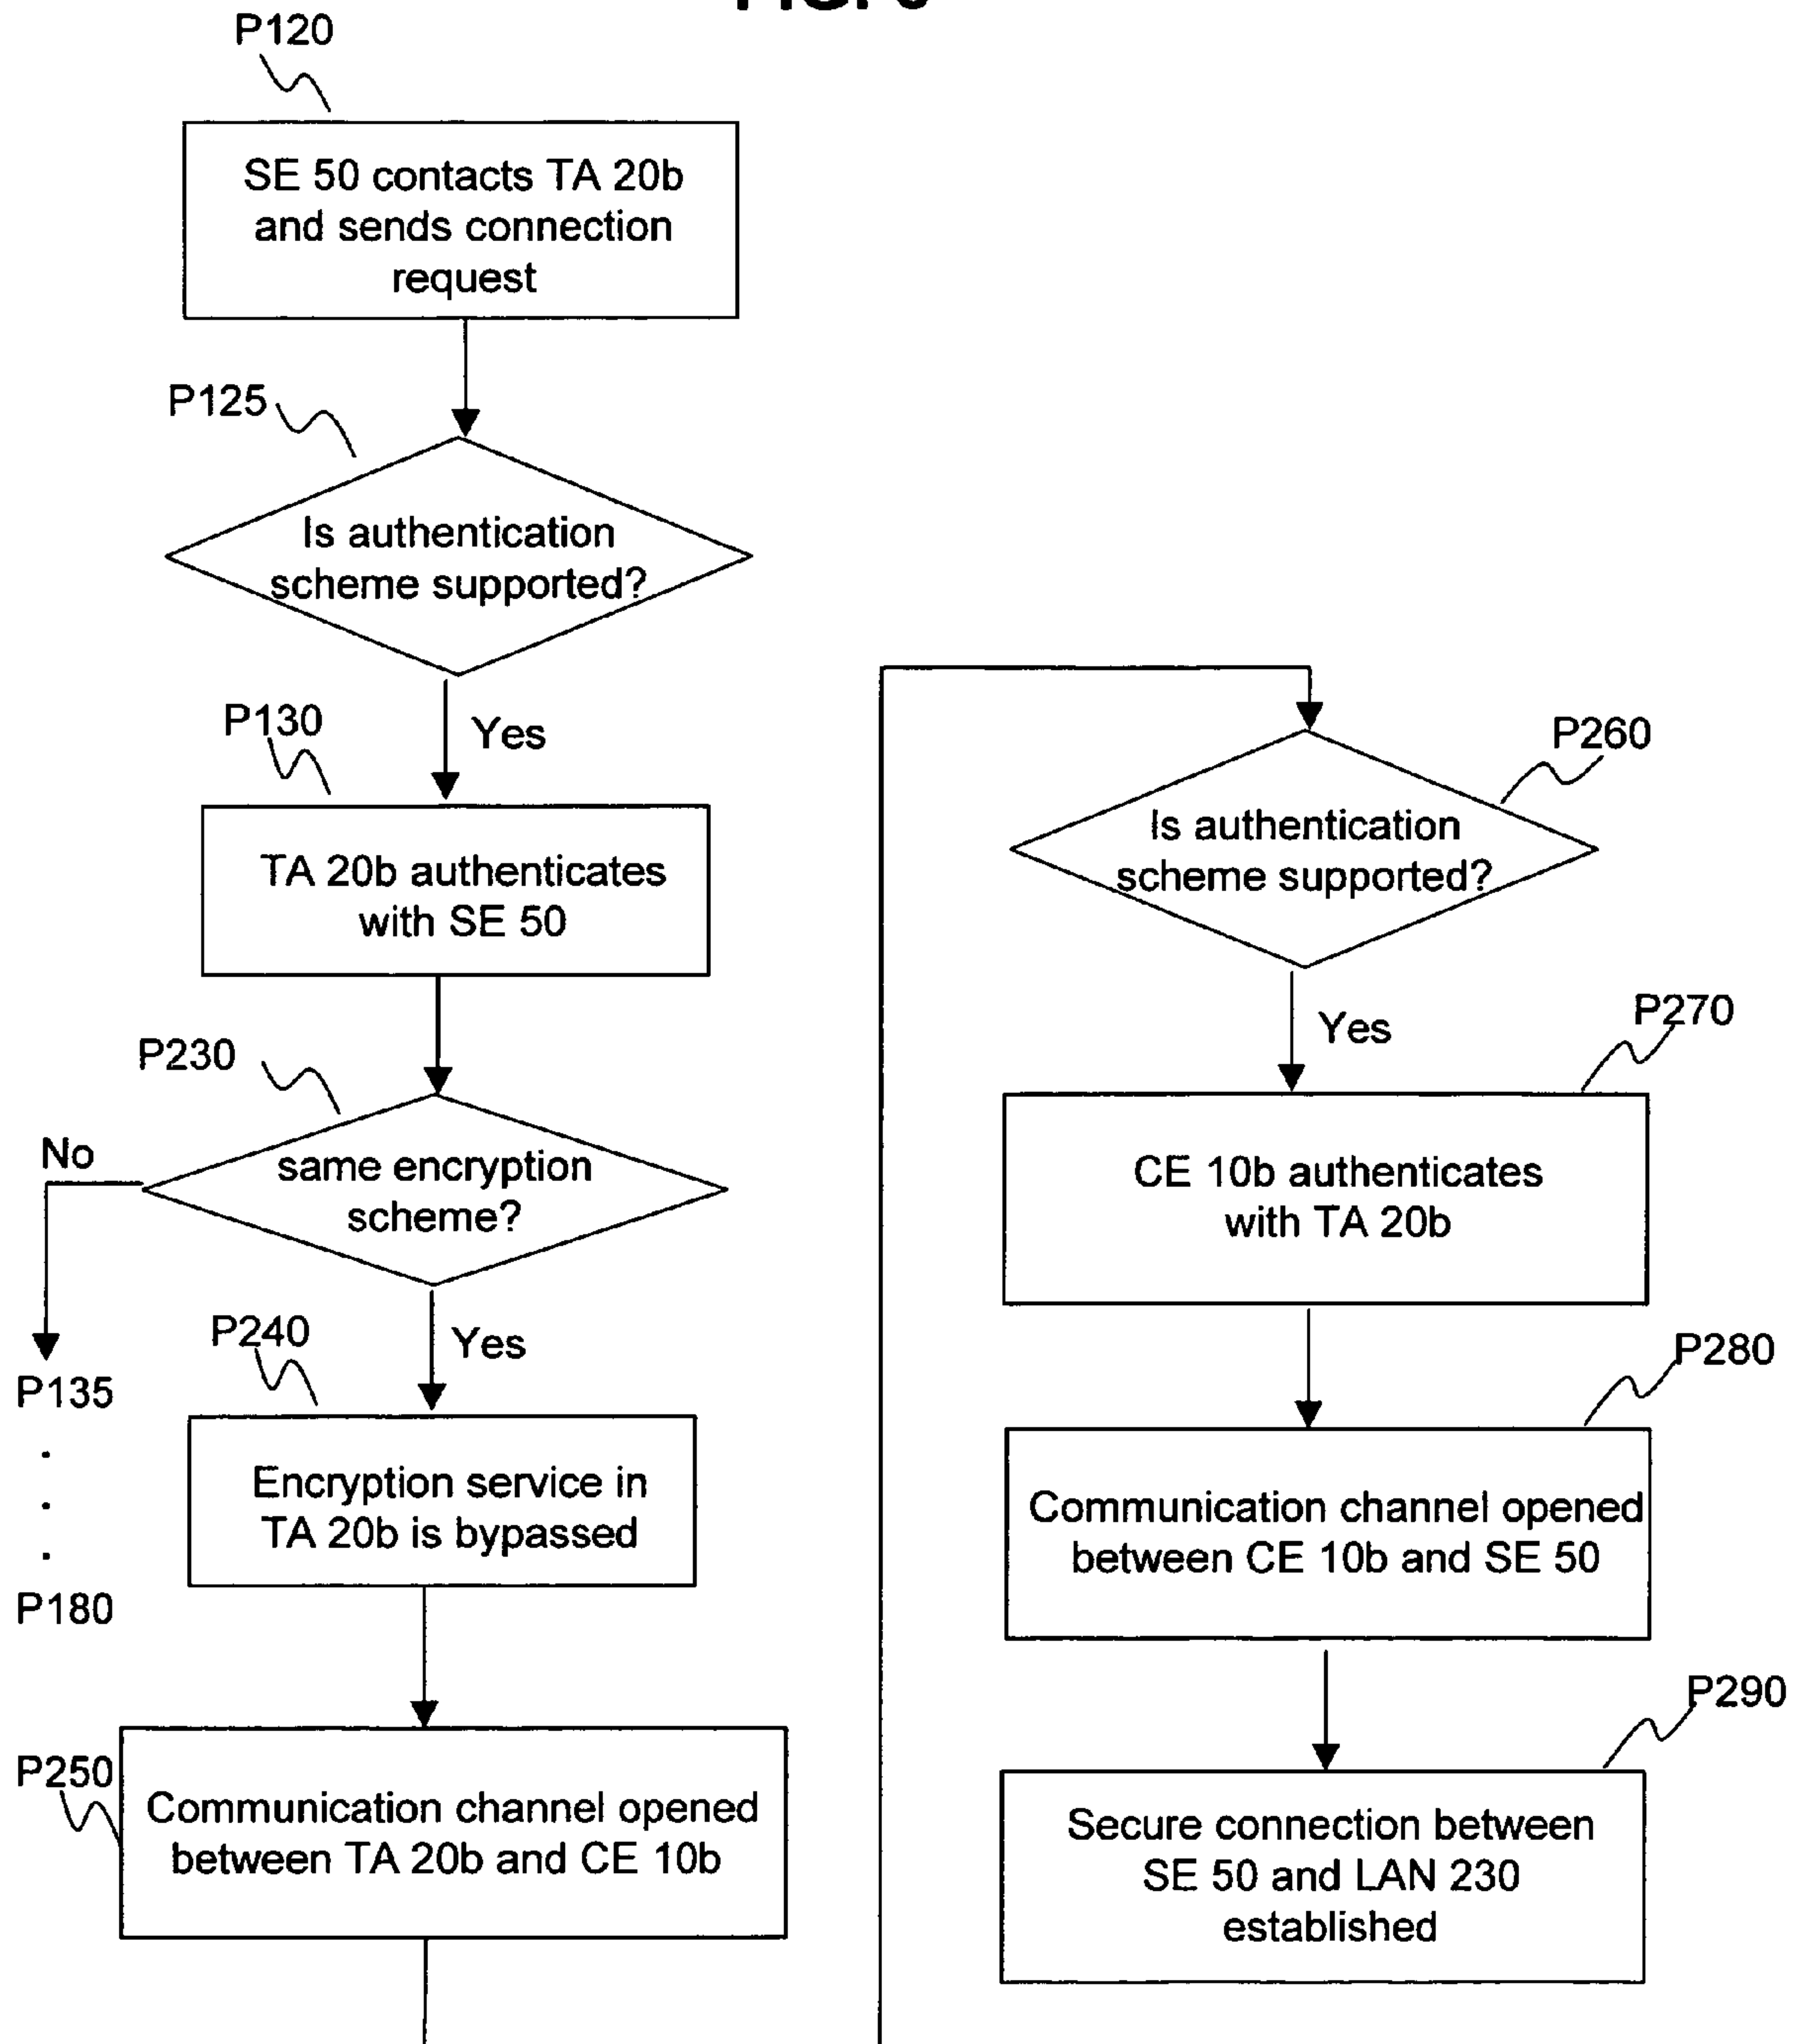 P120
SE 50 contacts TA 20b
and sends connection
request
P125
Is authentication
scheme supported?
Yes
P130
TA 20b authenticates
with SE 50
P230
same encryption
scheme?
No
P135
.
.
.
P180
Yes
P240
Encryption service in
TA 20b is bypassed
P250
Communication channel opened
between TA 20b and CE 10b
P260
Is authentication
scheme supported?
Yes
P270
CE 10b authenticates
with TA 20b
P280
Communication channel opened
between CE 10b and SE 50
P290
Secure connection between
SE 50 and LAN 230
established